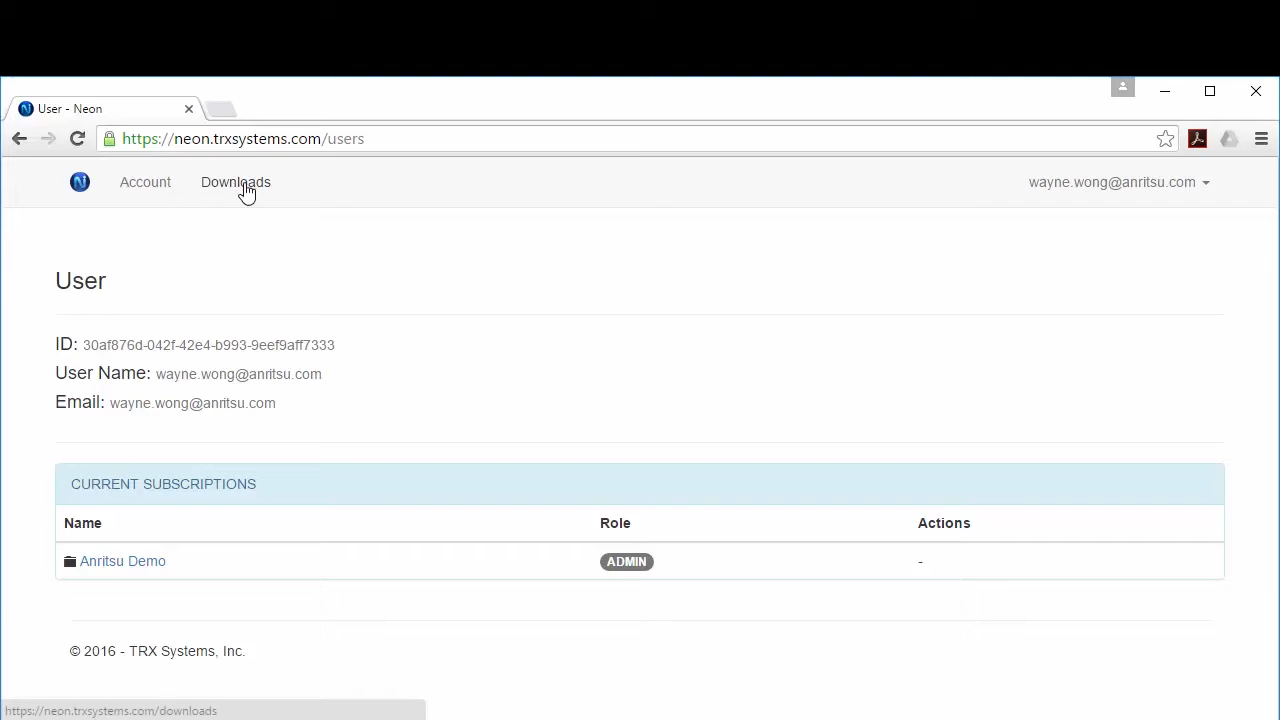 User - Neon
https://neon.trxsystems.com/users
Account Downloads wayne.wong@anritsu.com
User
ID: 30af876d-042f-42e4-b993-9eef9aff7333
User Name: wayne.wong@anritsu.com
Email: wayne.wong@anritsu.com
CURRENT SUBSCRIPTIONS
Name Role Actions
Anritsu Demo ADMIN -
© 2016 - TRX Systems, Inc.
https://neon.trxsystems.com/downloads